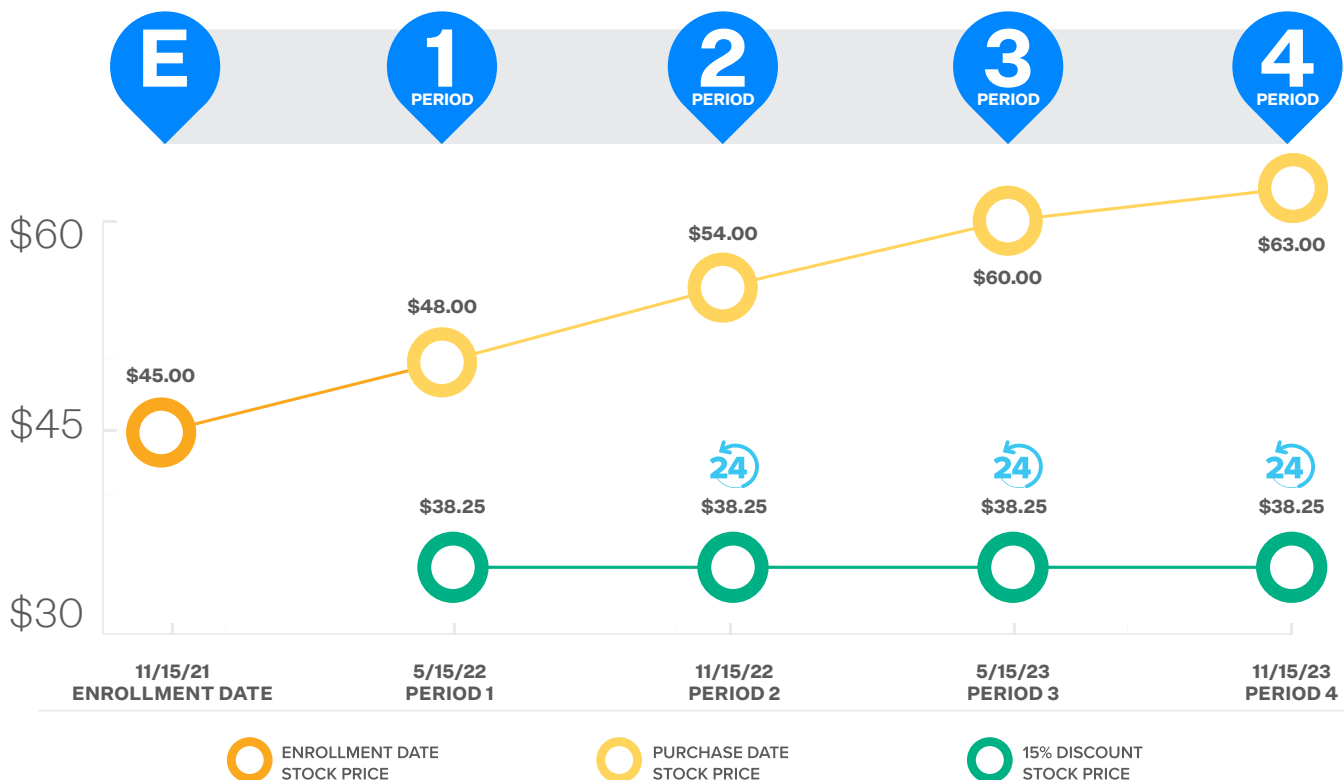 E
1
PERIOD
2
PERIOD
3
PERIOD
4
PERIOD
$60
$45
$30
$45.00
$48.00
$54.00
$60.00
$63.00
24
24
24
$38.25
$38.25
$38.25
$38.25
11/15/21
ENROLLMENT DATE
5/15/22
PERIOD 1
11/15/22
PERIOD 2
5/15/23
PERIOD 3
11/15/23
PERIOD 4
ENROLLMENT DATE
STOCK PRICE
PURCHASE DATE
STOCK PRICE
15% DISCOUNT
STOCK PRICE